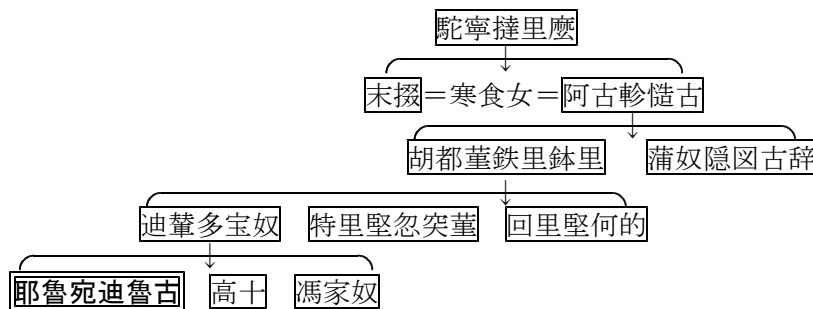 駝寧撻里麼
末掇＝寒食女＝阿古軫慥古
胡都菫鉄里鉢里 蒲奴隠図古辞
迪輦多宝奴 特里堅忽突菫 回里堅何的
耶魯宛迪魯古 高十 馮家奴